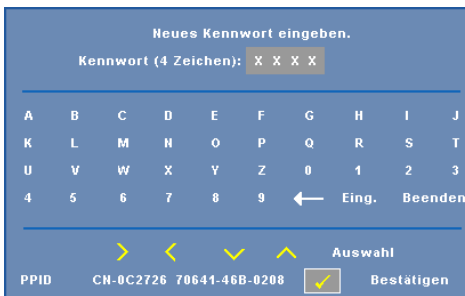 Neues Kennwort eingeben.
Kennwort (4 Zeichen): X X X X
A B C D E F G H I J
K L M N O P Q R S T
U V W X Y Z 0 1 2 3
4 5 6 7 8 9 ← Eing. Beenden
> < ∨ ∧ Auswahl
PPID CN-0C2726 70641-46B-0208 ✓ Bestätigen